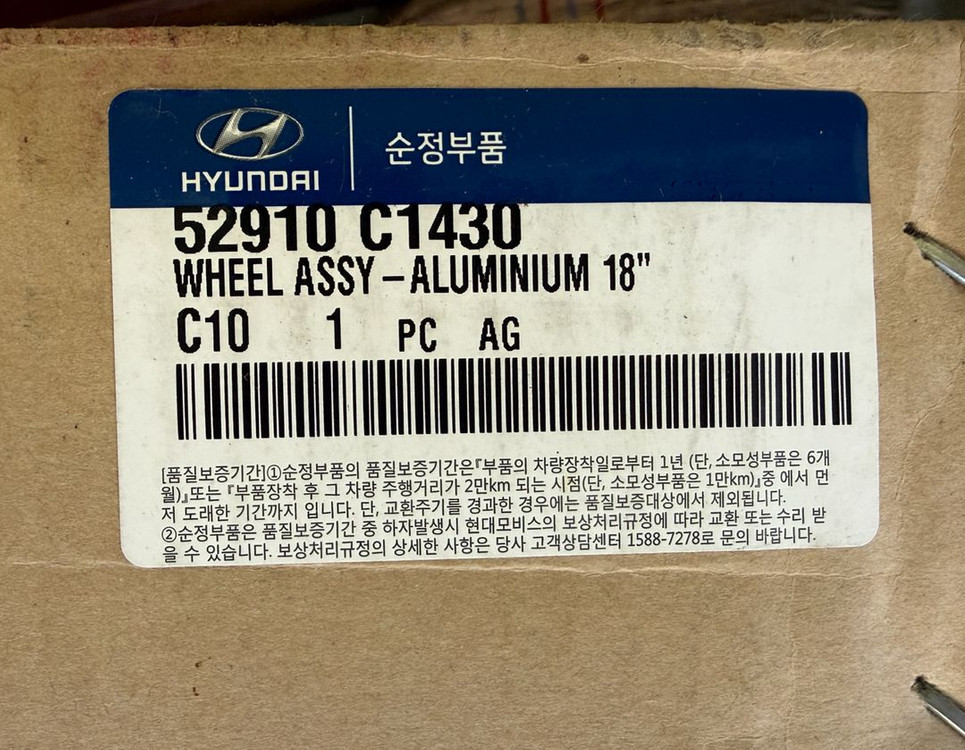 HYUNDAI
순정부품
52910 C1430
WHEEL ASSY – ALUMINIUM 18"
C10 1 PC AG
[품질보증기간]①순정부품의 품질보증기간은『부품의 차량장착일로부터 1년 (단, 소모성부품은 6개
월)』또는 『부품장착 후 그 차량 주행거리가 2만km 되는 시점(단, 소모성부품은 1만km)』중 에서 먼
저 도래한 기간까지 입니다. 단, 교환주기를 경과한 경우에는 품질보증대상에서 제외됩니다.
②순정부품은 품질보증기간 중 하자발생시 현대모비스의 보상처리규정에 따라 교환 또는 수리 받
을 수 있습니다. 보상처리규정의 상세한 사항은 당사 고객상담센터 1588-7278로 문의 바랍니다.